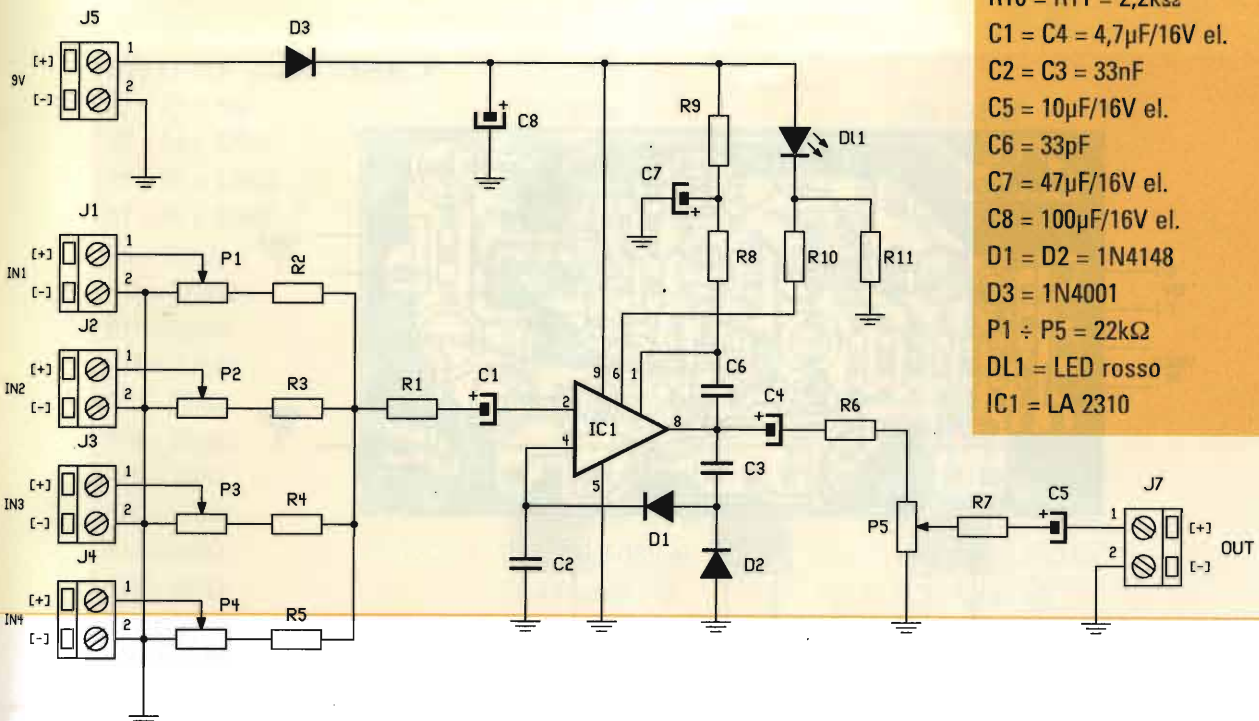 J5
[+]
1
9V
[-]
2
D3
+
C8
R9
C7
+
DL1
R8
R10
R11
J1
[+]
1
IN1
[-]
2
P1
R2
J2
[+]
1
IN2
[-]
2
P2
R3
J3
[+]
1
IN3
[-]
2
P3
R4
J4
[+]
1
IN4
[-]
2
P4
R5
R1
C1
+
9
6
1
2
4
5
8
IC1
C6
C4
+
R6
C3
D1
D2
C2
P5
R7
C5
+
J7
1
[+]
2
[-]
OUT
C1 = C4 = 4,7µF/16V el.
C2 = C3 = 33nF
C5 = 10µF/16V el.
C6 = 33pF
C7 = 47µF/16V el.
C8 = 100µF/16V el.
D1 = D2 = 1N4148
D3 = 1N4001
P1 ÷ P5 = 22kΩ
DL1 = LED rosso
IC1 = LA 2310